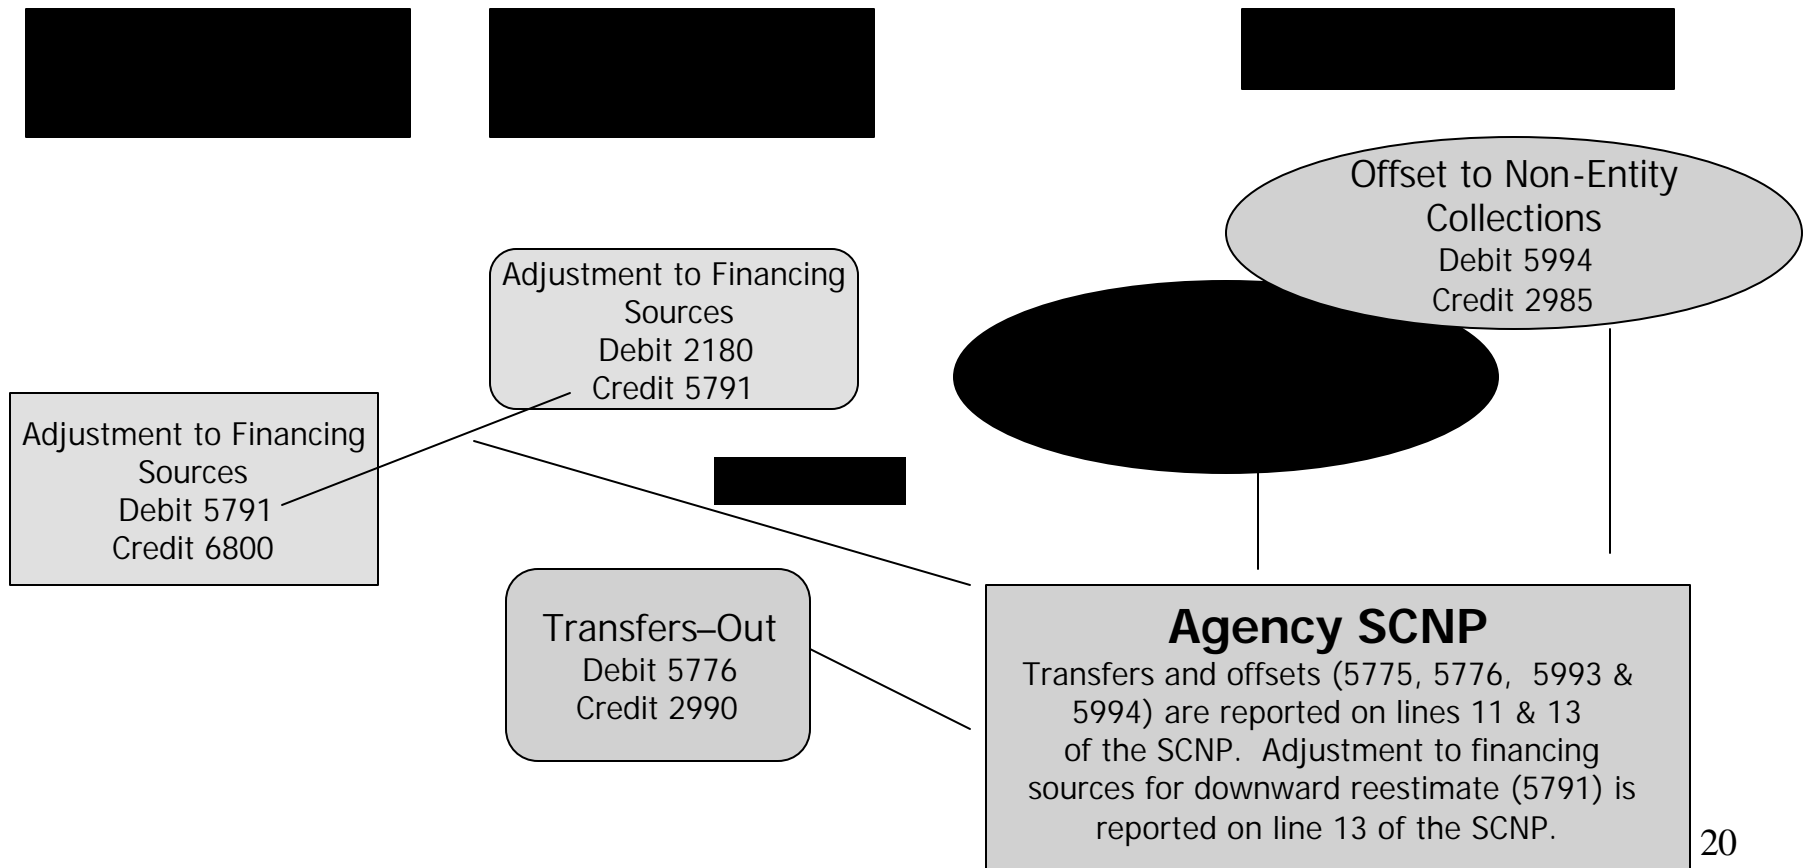 Offset to Non-Entity
Collections
Debit 5994
Credit 2985
Adjustment to Financing
Sources
Debit 2180
Credit 5791
Adjustment to Financing
Sources
Debit 5791
Credit 6800
Transfers–Out
Debit 5776
Credit 2990
Agency SCNP
Transfers and offsets (5775, 5776, 5993 &
5994) are reported on lines 11 & 13
of the SCNP. Adjustment to financing
sources for downward reestimate (5791) is
reported on line 13 of the SCNP.
20